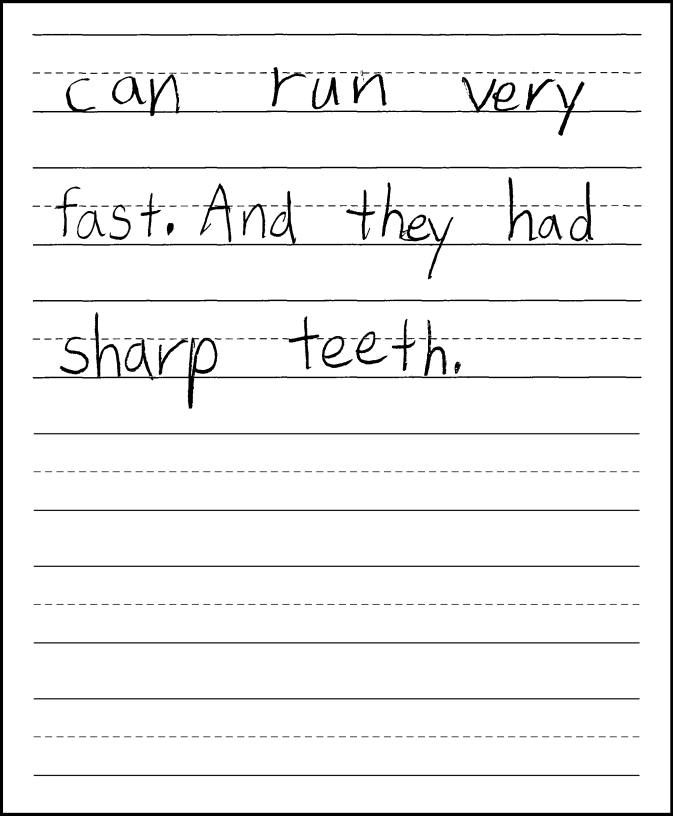 can run very
fast. And they had
sharp teeth.